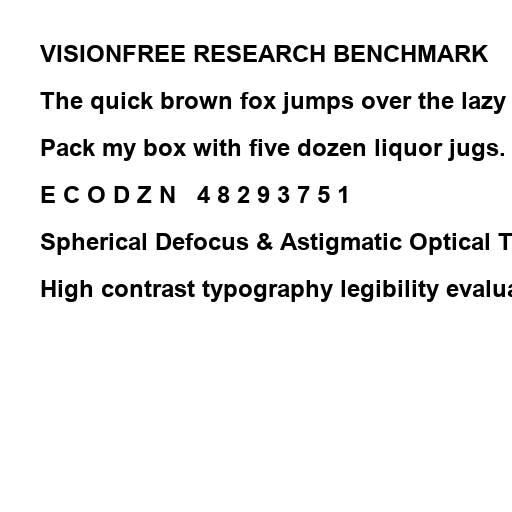 VISIONFREE RESEARCH BENCHMARK
The quick brown fox jumps over the lazy
Pack my box with five dozen liquor jugs.
E C O D Z N 4 8 2 9 3 7 5 1
Spherical Defocus & Astigmatic Optical
High contrast typography legibility